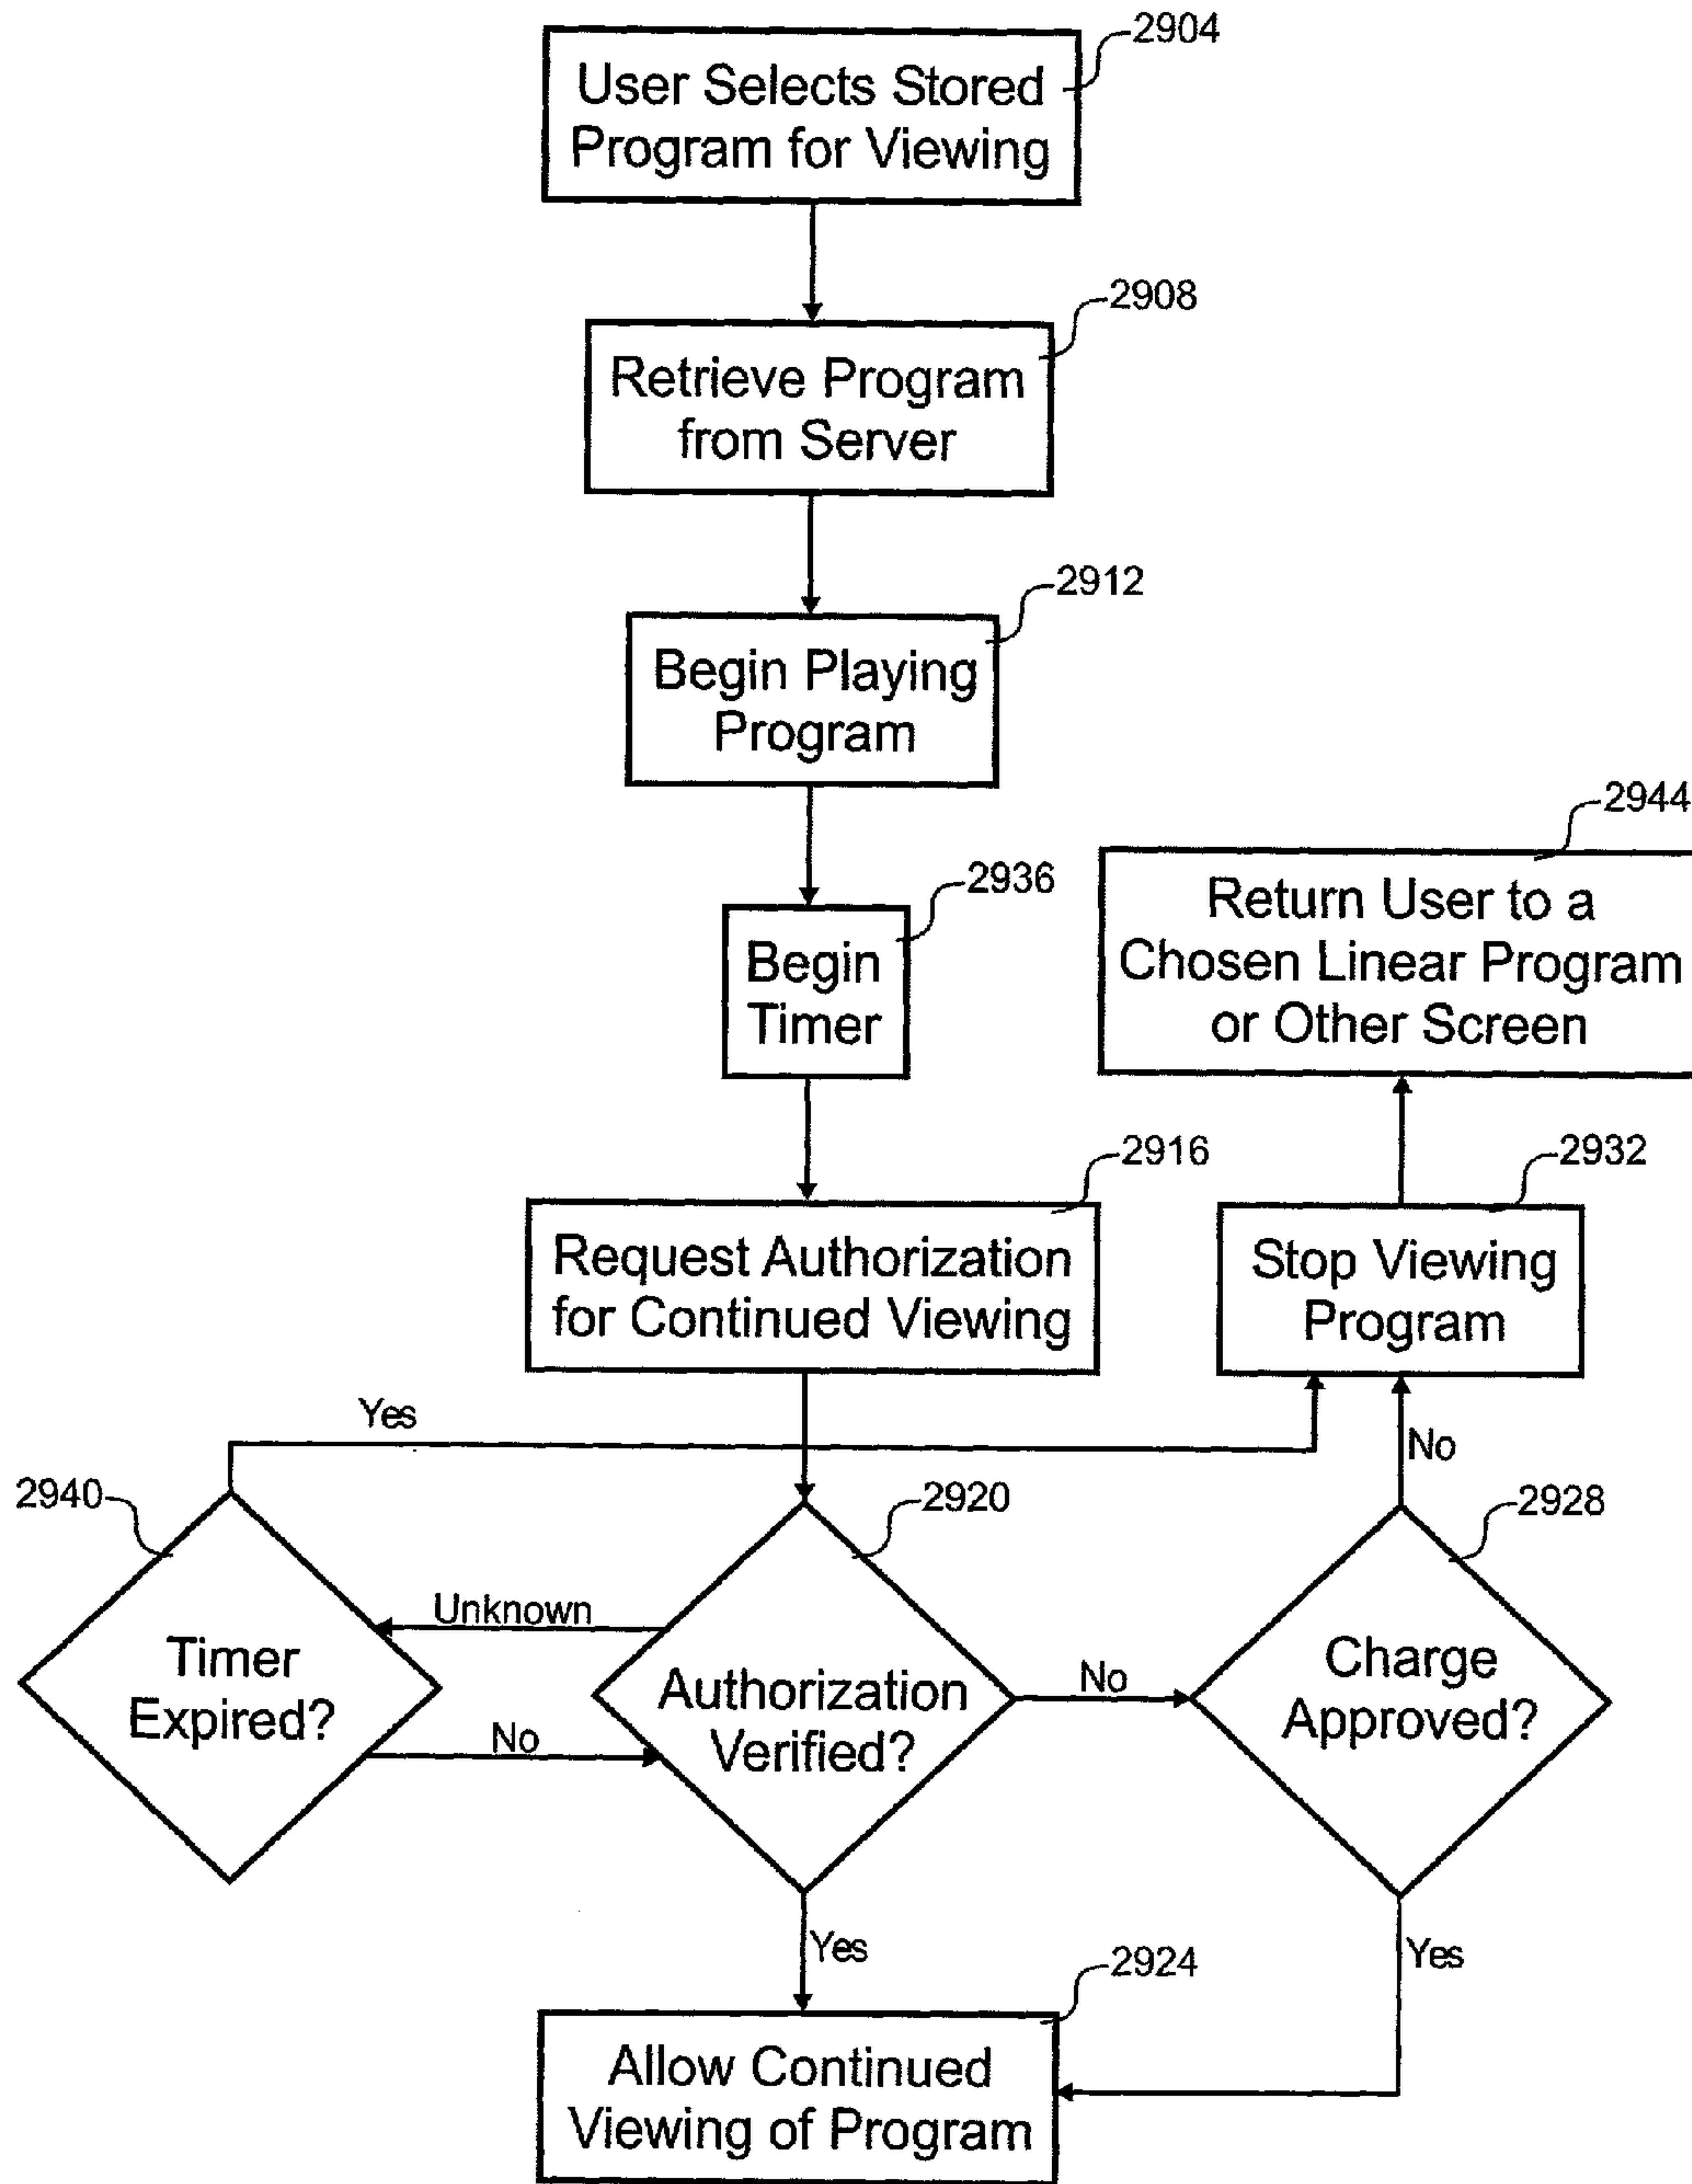 2904
User Selects Stored
Program for Viewing
2908
Retrieve Program
from Server
2912
Begin Playing
Program
2944
Return User to a
Chosen Linear Program
or Other Screen
2936
Begin
Timer
2916
Request Authorization
for Continued Viewing
2932
Stop Viewing
Program
Yes
No
2940
2920
2928
Unknown
Timer
Expired?
No
Authorization
Verified?
No
Charge
Approved?
Yes
Yes
2924
Allow Continued
Viewing of Program